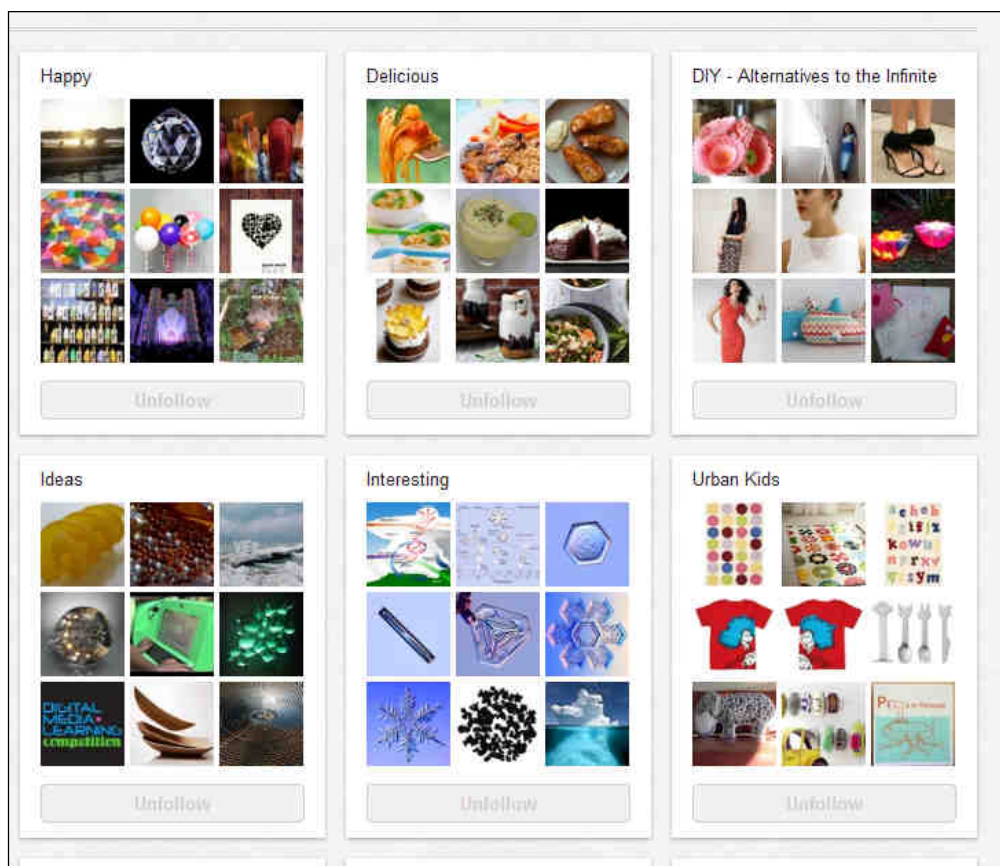 Happy
Delicious
DIY - Alternatives to the Infinite
Unfollow
Unfollow
Unfollow
Ideas
Interesting
Urban Kids
DIGITAL
MEDIA
LEARNING
competition
Unfollow
Unfollow
Unfollow